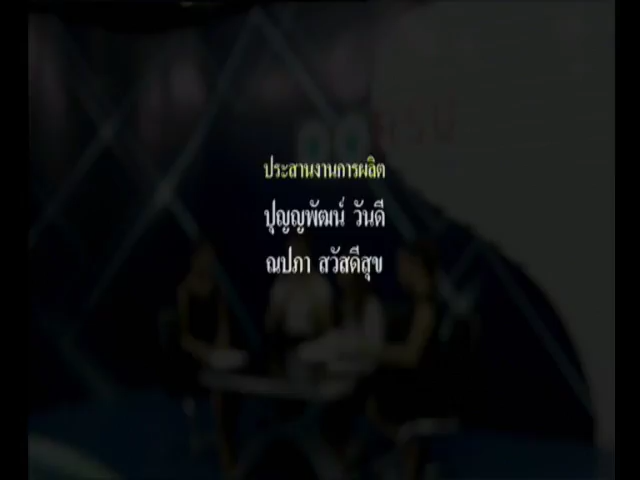 ประสานงานการผลิต
ปุญญพัฒน์ วันดี
ณปภา สวัสดีสุข